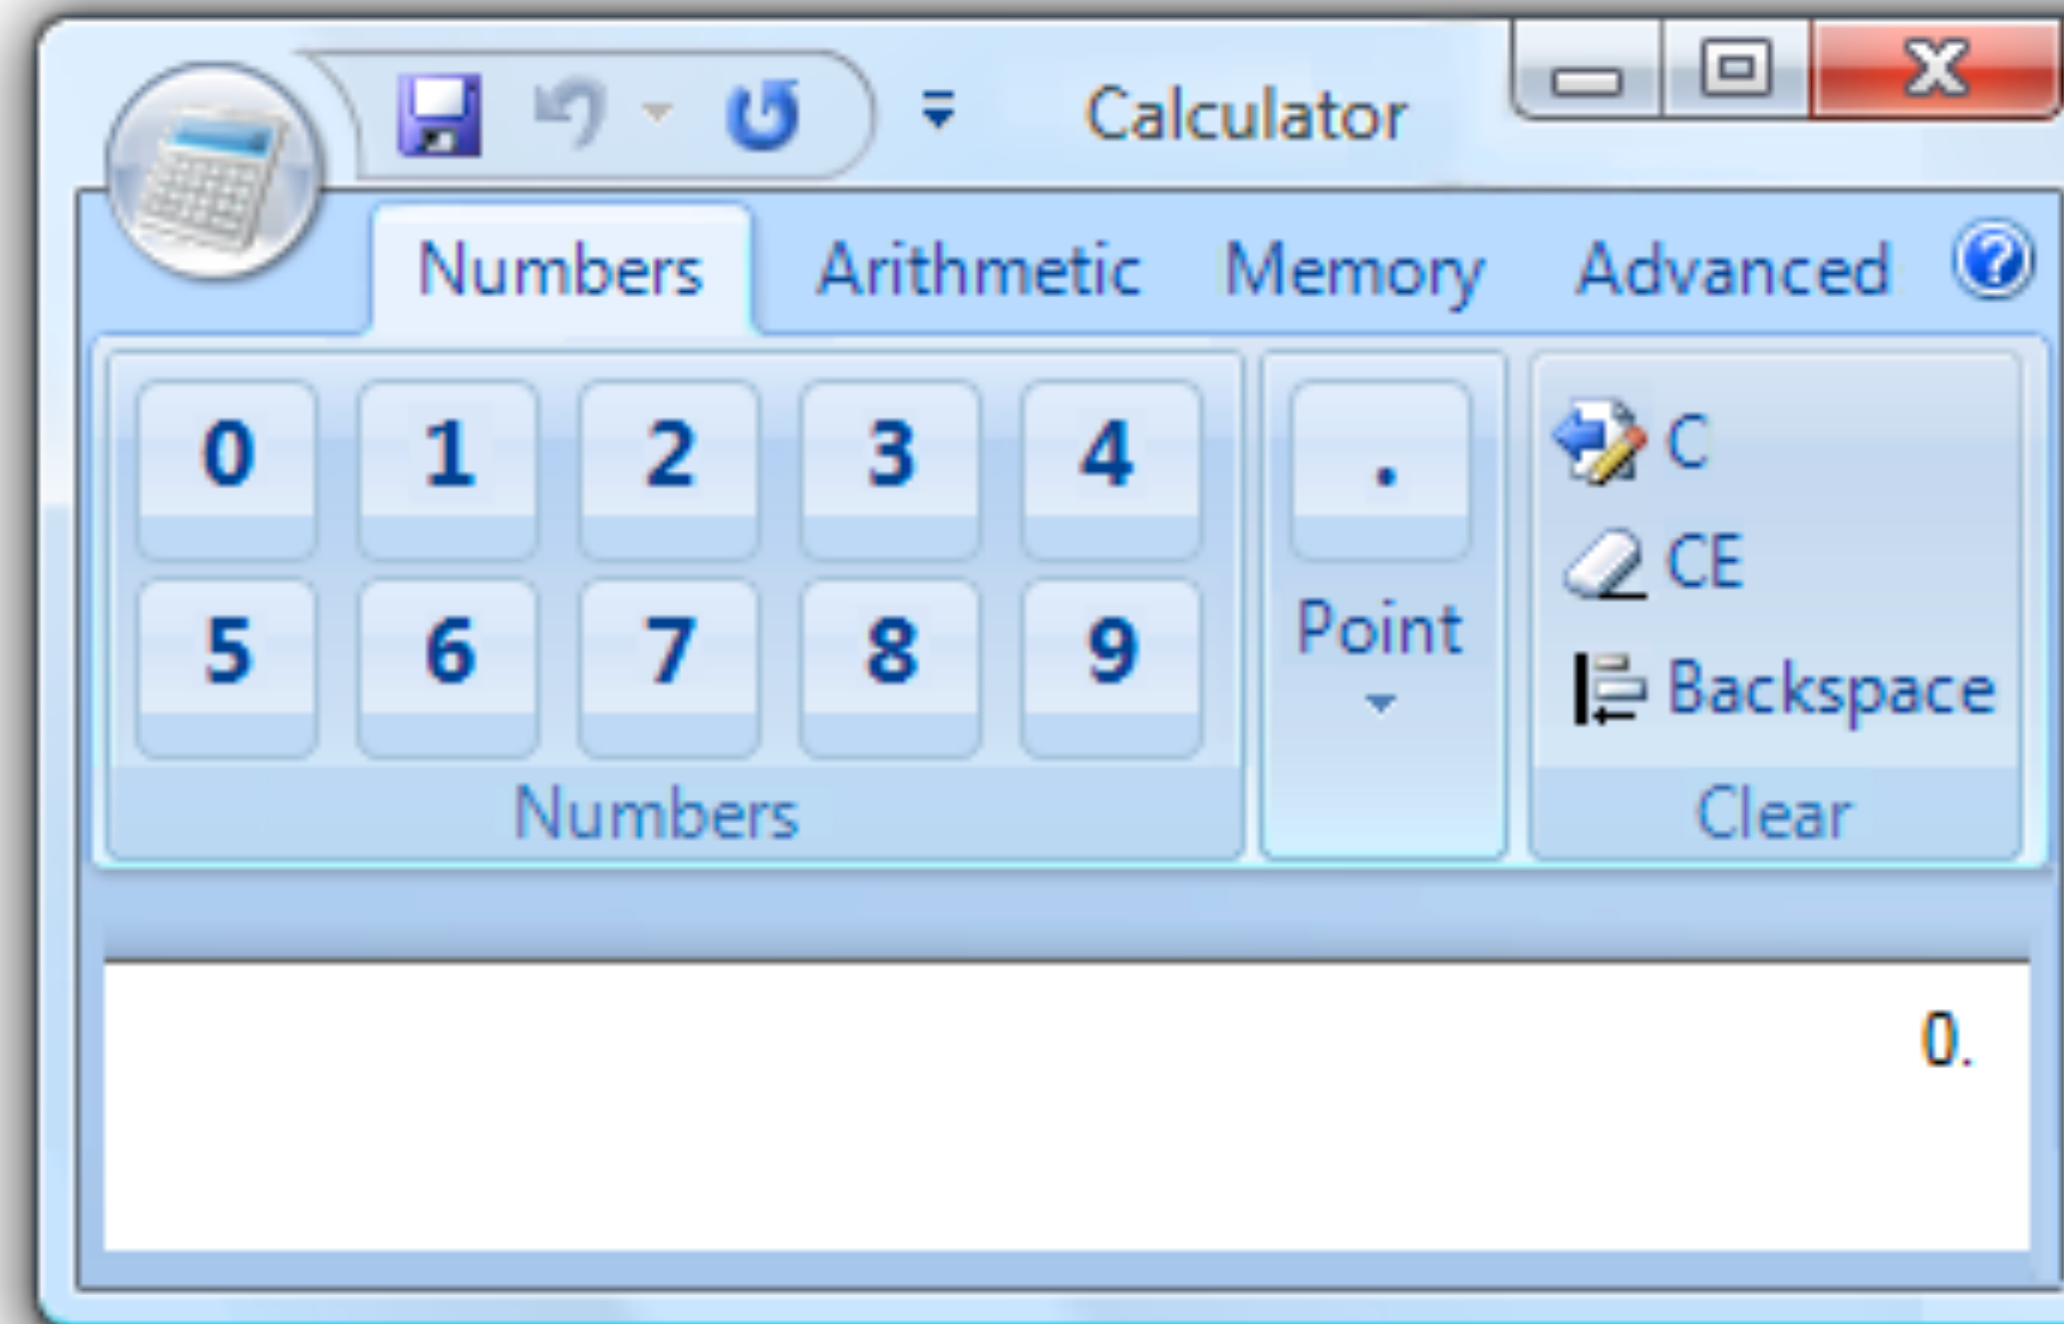 Calculator
Numbers Arithmetic Memory Advanced ?
0 1 2 3 4 . C
CE
5 6 7 8 9 Point Backspace
Numbers Clear
0.